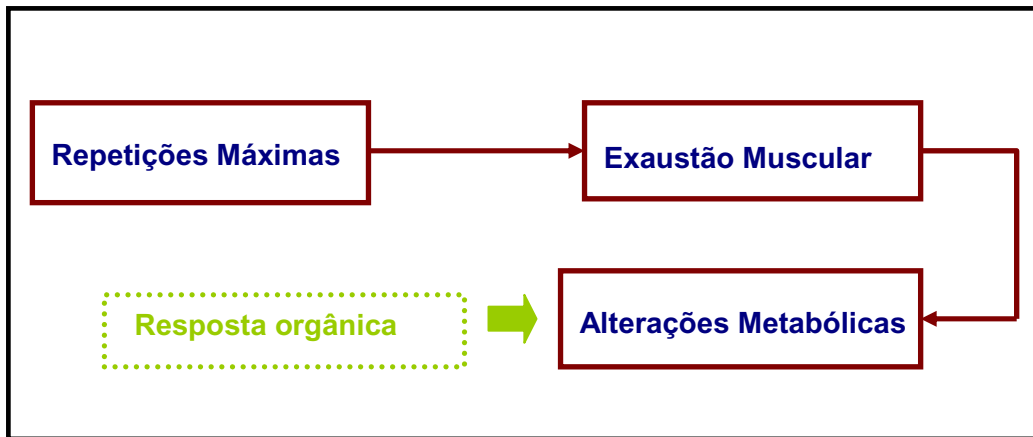 Repetições Máximas
Exaustão Muscular
Resposta orgânica
Alterações Metabólicas